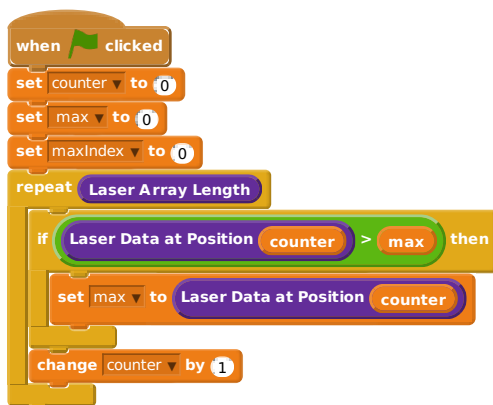 when clicked
set counter to 0
set max to 0
set maxIndex to 0
repeat Laser Array Length
if Laser Data at Position counter > max then
set max to Laser Data at Position counter
change counter by 1